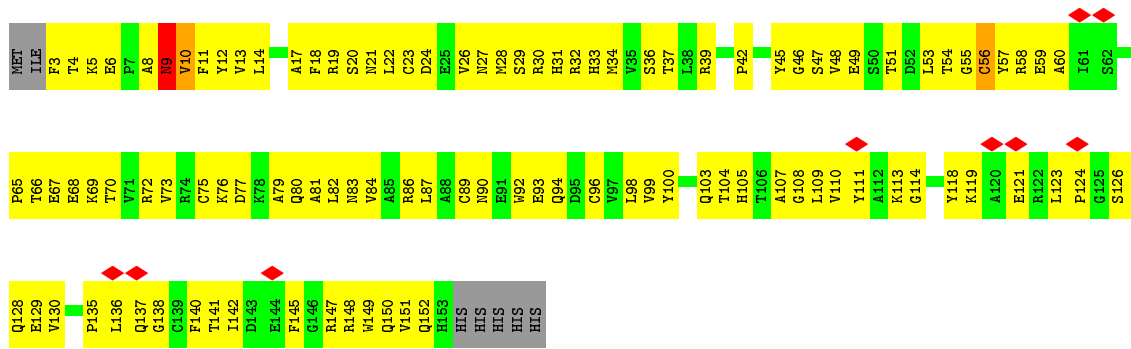 MET ILE F3 T4 K5 E6 P7 A8 N9 V10 F11 Y12 V13 L14 A17 F18 R19 S20 N21 L22 C23 D24 E25 V26 N27 M28 S29 R30 H31 R32 H33 M34 V35 S36 T37 L38 R39 P42 Y45 G46 S47 V48 E49 S50 T51 D52 L53 T54 G55 C56 Y57 R58 E59 A60 I61 S62
P65 T66 E67 E68 K69 T70 V71 R72 V73 R74 C75 K76 D77 K78 A79 Q80 A81 L82 N83 V84 A85 R86 L87 A88 C89 N90 E91 W92 E93 Q94 D95 C96 V97 L98 V99 Y100 Q103 T104 H105 T106 A107 G108 L109 V110 Y111 A112 K113 G114 Y118 K119 A120 E121 R122 L123 P124 G125 S126
Q128 E129 V130 P135 L136 Q137 G138 C139 F140 T141 I142 D143 E144 F145 G146 R147 R148 W149 Q150 V151 Q152 H153 HIS HIS HIS HIS HIS